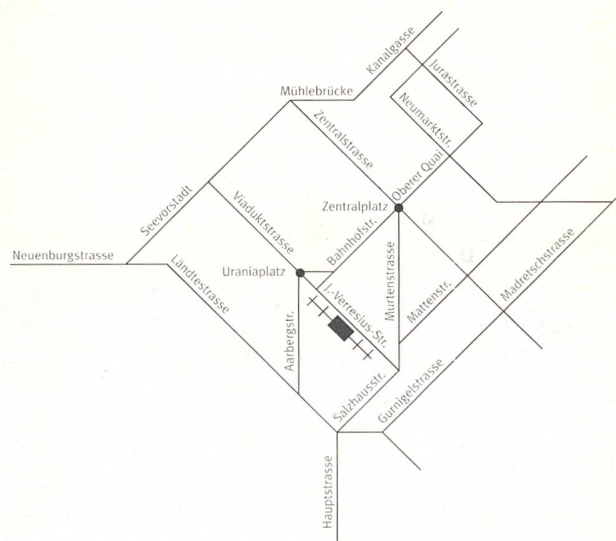 Kanalgasse
Jurastrasse
Mühlebrücke
Neumarktstr.
Zentralstrasse
Oberer Quai
Seevorstadt
Viaduktstrasse
Zentralplatz
Bahnhofstr.
Neuenburgstrasse
Ländtestrasse
Uraniaplatz
J.-Verresius-Str.
Murtenstrasse
Mattenstr.
Madretschstrasse
Aarbergstr.
Salzhausstr.
Gurnigelstrasse
Hauptstrasse